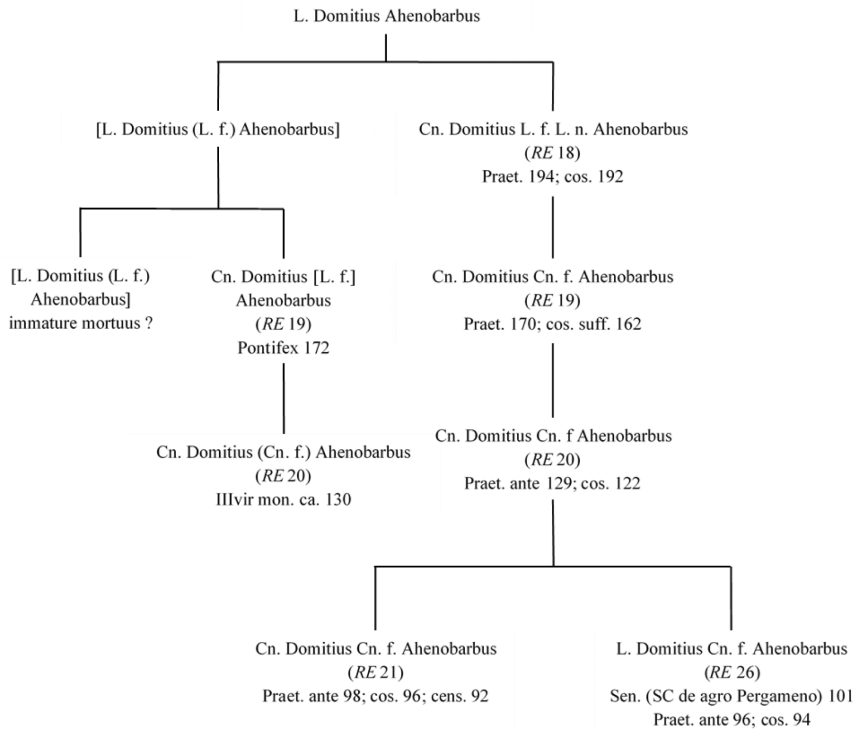 L. Domitius Ahenobarbus
[L. Domitius (L. f.) Ahenobarbus]
Cn. Domitius L. f. L. n. Ahenobarbus
(RE 18)
Praet. 194; cos. 192
[L. Domitius (L. f.)
Ahenobarbus]
immature mortuus ?
Cn. Domitius [L. f.]
Ahenobarbus
(RE 19)
Pontifex 172
Cn. Domitius Cn. f. Ahenobarbus
(RE 19)
Praet. 170; cos. suff. 162
Cn. Domitius (Cn. f.) Ahenobarbus
(RE 20)
IIIvir mon. ca. 130
Cn. Domitius Cn. f Ahenobarbus
(RE 20)
Praet. ante 129; cos. 122
Cn. Domitius Cn. f. Ahenobarbus
(RE 21)
Praet. ante 98; cos. 96; cens. 92
L. Domitius Cn. f. Ahenobarbus
(RE 26)
Sen. (SC de agro Pergameno) 101
Praet. ante 96; cos. 94